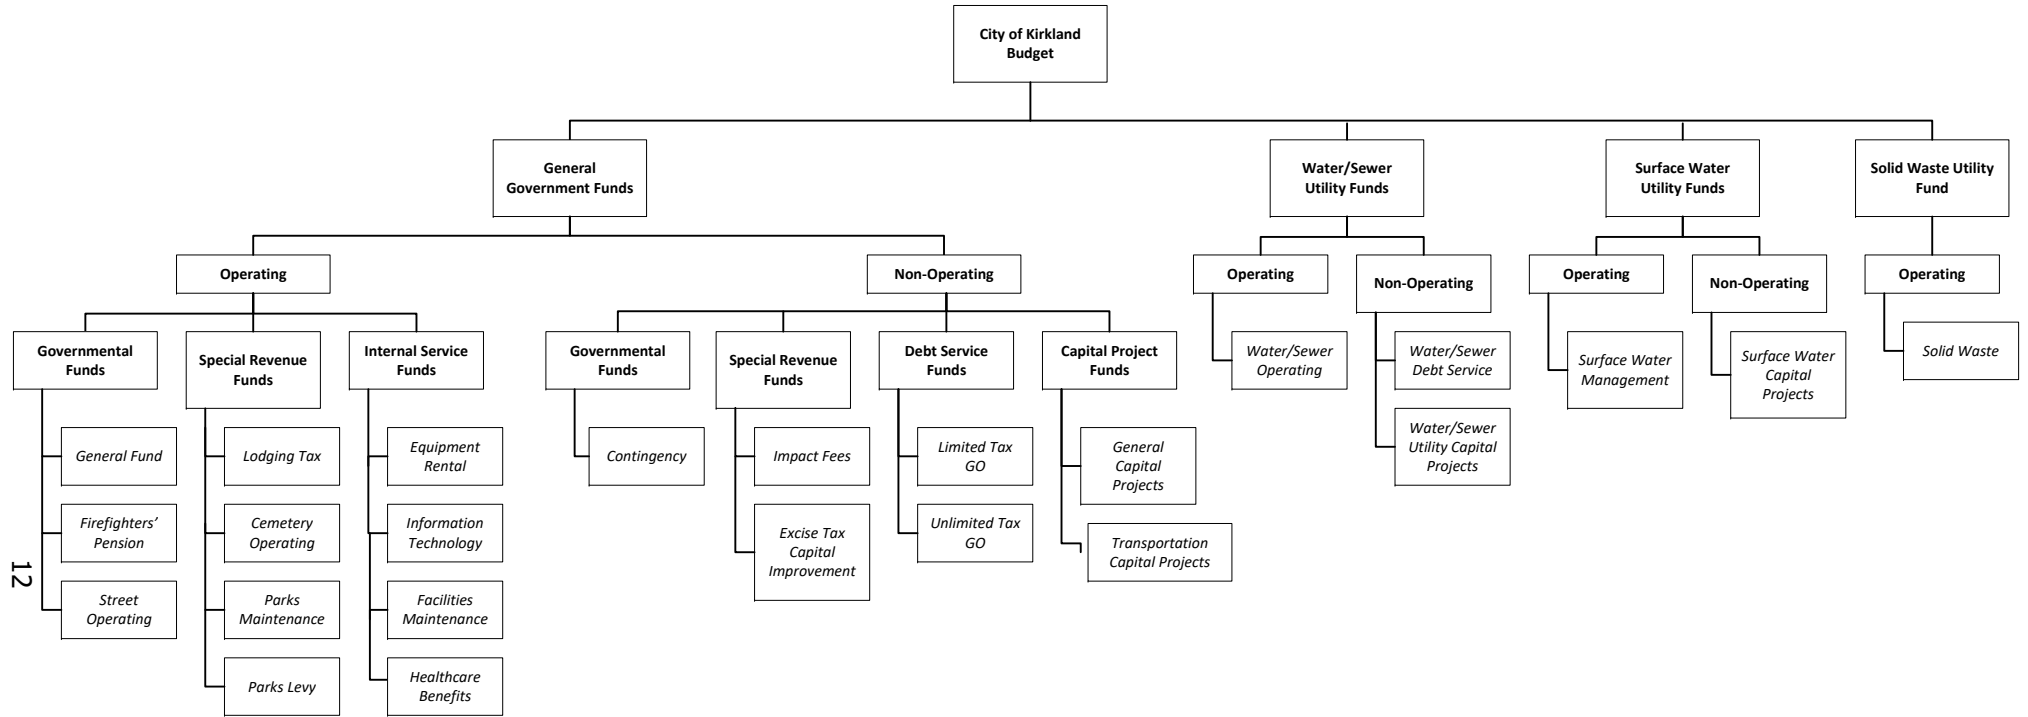 City of Kirkland
Budget
General
Government Funds
Water/Sewer
Utility Funds
Surface Water
Utility Funds
Solid Waste Utility
Fund
Operating
Non-Operating
Operating
Non-Operating
Operating
Non-Operating
Operating
Governmental
Funds
Special Revenue
Funds
Internal Service
Funds
Governmental
Funds
Special Revenue
Funds
Debt Service
Funds
Capital Project
Funds
Water/Sewer
Operating
Water/Sewer
Debt Service
Surface Water
Management
Surface Water
Capital
Projects
Solid Waste
General Fund
Lodging Tax
Equipment
Rental
Contingency
Impact Fees
Limited Tax
GO
General
Capital
Projects
Water/Sewer
Utility Capital
Projects
Firefighters’
Pension
Cemetery
Operating
Information
Technology
Excise Tax
Capital
Improvement
Unlimited Tax
GO
Transportation
Capital Projects
Street
Operating
Parks
Maintenance
Facilities
Maintenance
Parks Levy
Healthcare
Benefits
12